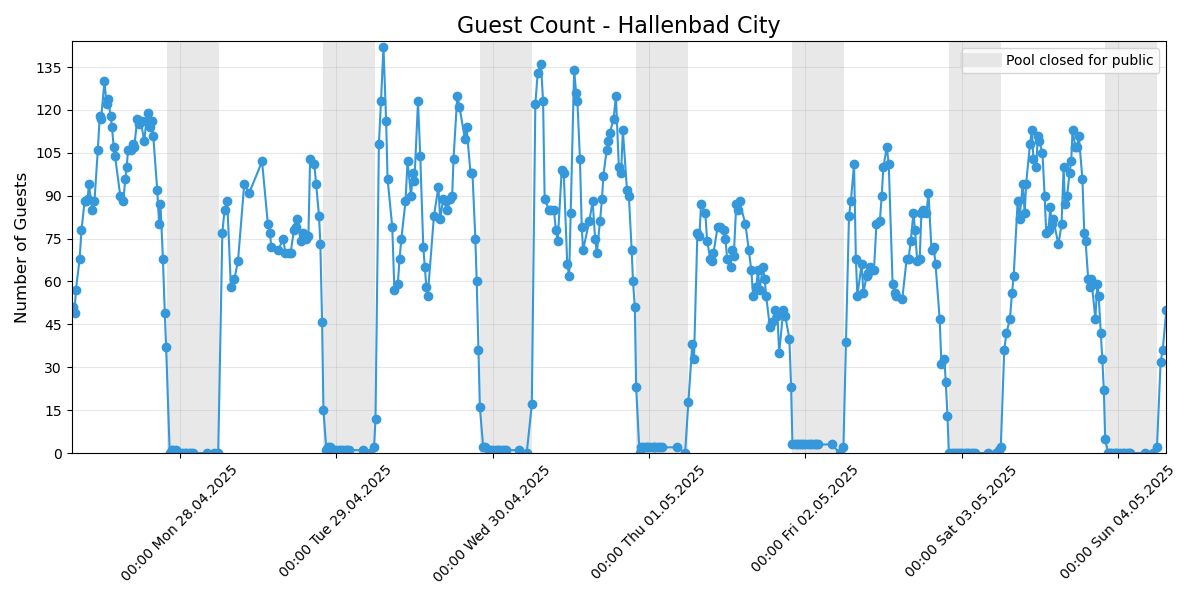 Guest Count - Hallenbad City
Pool closed for public
Number of Guests
135
120
105
90
75
60
45
30
15
0
00:00 Mon 28.04.2025
00:00 Tue 29.04.2025
00:00 Wed 30.04.2025
00:00 Thu 01.05.2025
00:00 Fri 02.05.2025
00:00 Sat 03.05.2025
00:00 Sun 04.05.2025